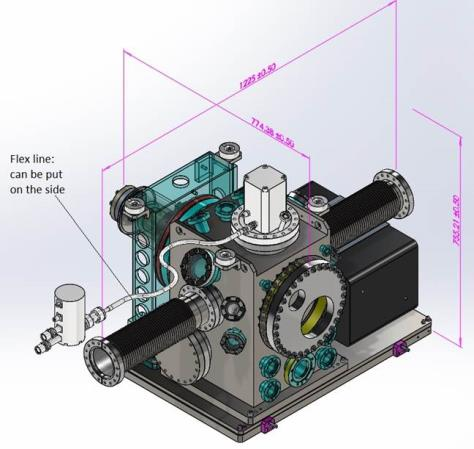 1225 ±0.50
774.28 ±0.50
Flex line:
can be put
on the side
755.21 ±0.50